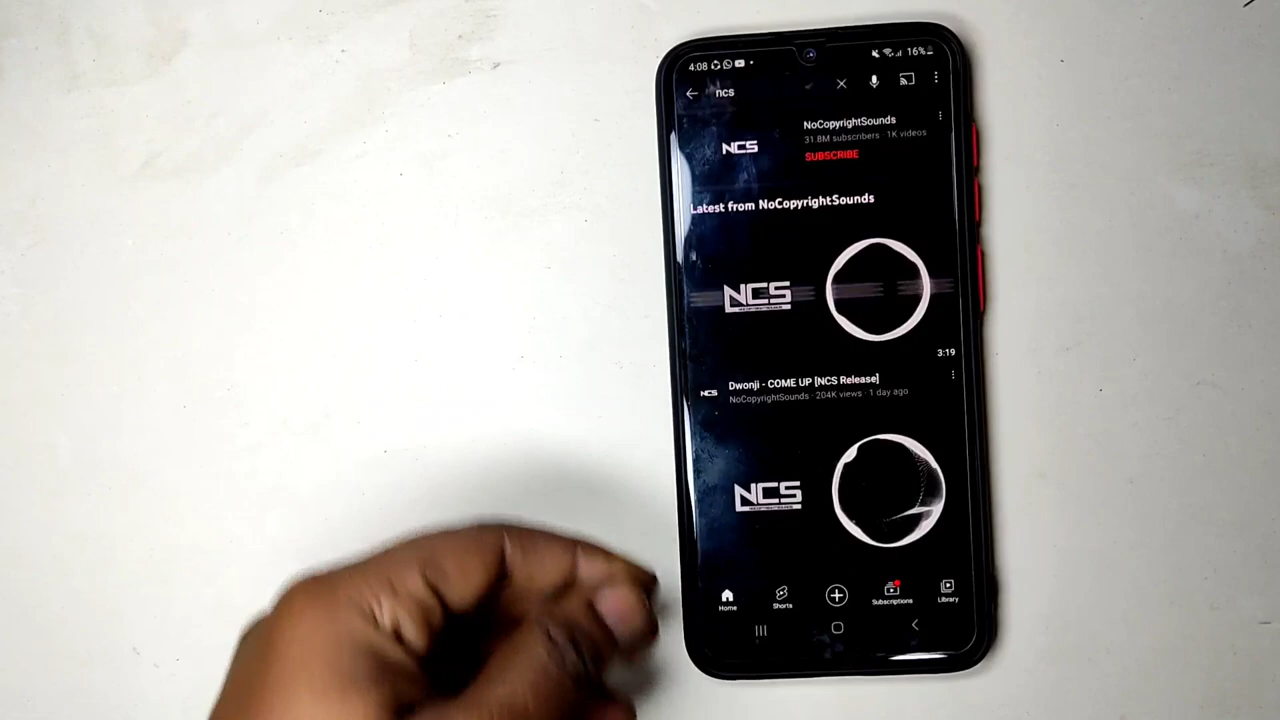 4:08 16%
ncs
NoCopyrightSounds
31.8M subscribers · 1K videos
SUBSCRIBE
NCS
Latest from NoCopyrightSounds
NCS
3:19
Dwonji - COME UP [NCS Release]
NCS
NoCopyrightSounds · 204K views · 1 day ago
NCS
Home Shorts Subscriptions Library